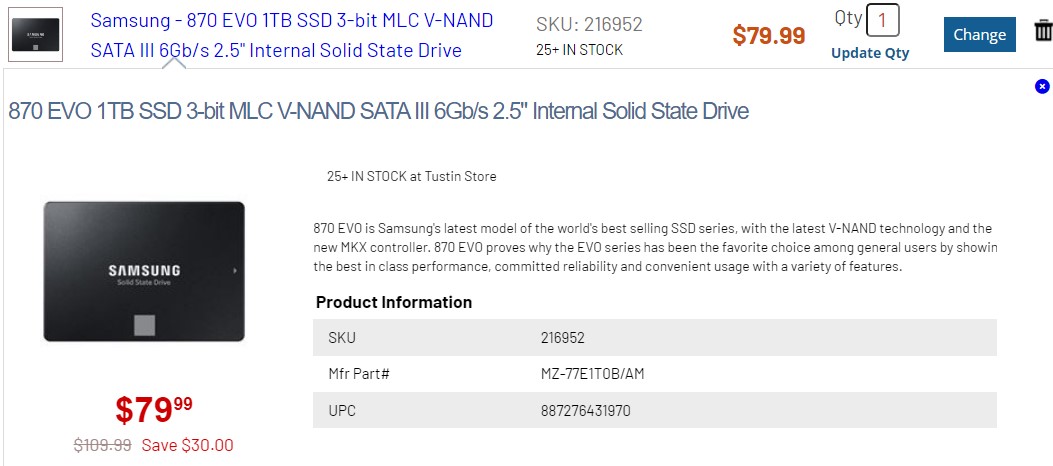 Samsung - 870 EVO 1TB SSD 3-bit MLC V-NAND
SATA III 6Gb/s 2.5" Internal Solid State Drive
SKU: 216952
25+ IN STOCK
$79.99
Qty 1
Update Qty
Change
870 EVO 1TB SSD 3-bit MLC V-NAND SATA III 6Gb/s 2.5" Internal Solid State Drive
25+ IN STOCK at Tustin Store
SAMSUNG
Solid State Drive
870 EVO is Samsung's latest model of the world's best selling SSD series, with the latest V-NAND technology and the
new MKX controller. 870 EVO proves why the EVO series has been the favorite choice among general users by showin
the best in class performance, committed reliability and convenient usage with a variety of features.
Product Information
SKU 216952
Mfr Part# MZ-77E1T0B/AM
UPC 887276431970
$79.99
$109.99 Save $30.00